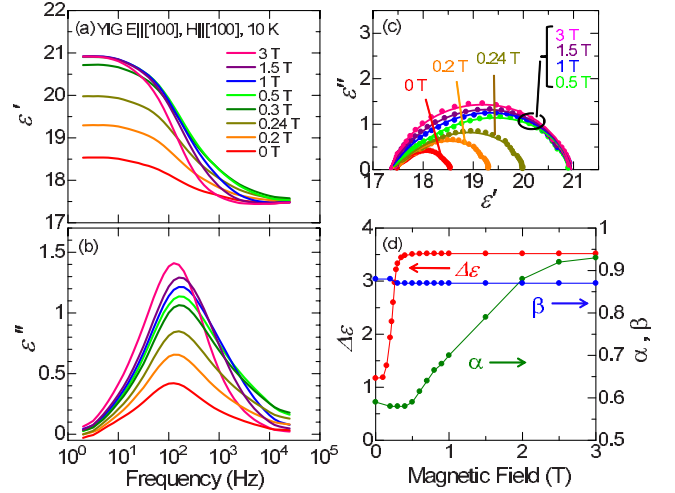 (a) YIG E||[100], H||[100], 10 K
3 T
1.5 T
1 T
0.5 T
0.3 T
0.24 T
0.2 T
0 T
22
21
20
19
18
17
ε′
(b)
1.5
1
0.5
0
ε″
10⁰ 10¹ 10² 10³ 10⁴ 10⁵
Frequency (Hz)
(c)
3 T
1.5 T
1 T
0.5 T
0.24 T
0.2 T
0 T
3
2
1
0
ε″
17 18 19 20 21
ε′
(d)
4
3
2
1
0
Δε
Δε
β
α
1
0.9
0.8
0.7
0.6
0.5
α , β
0 1 2 3
Magnetic Field (T)